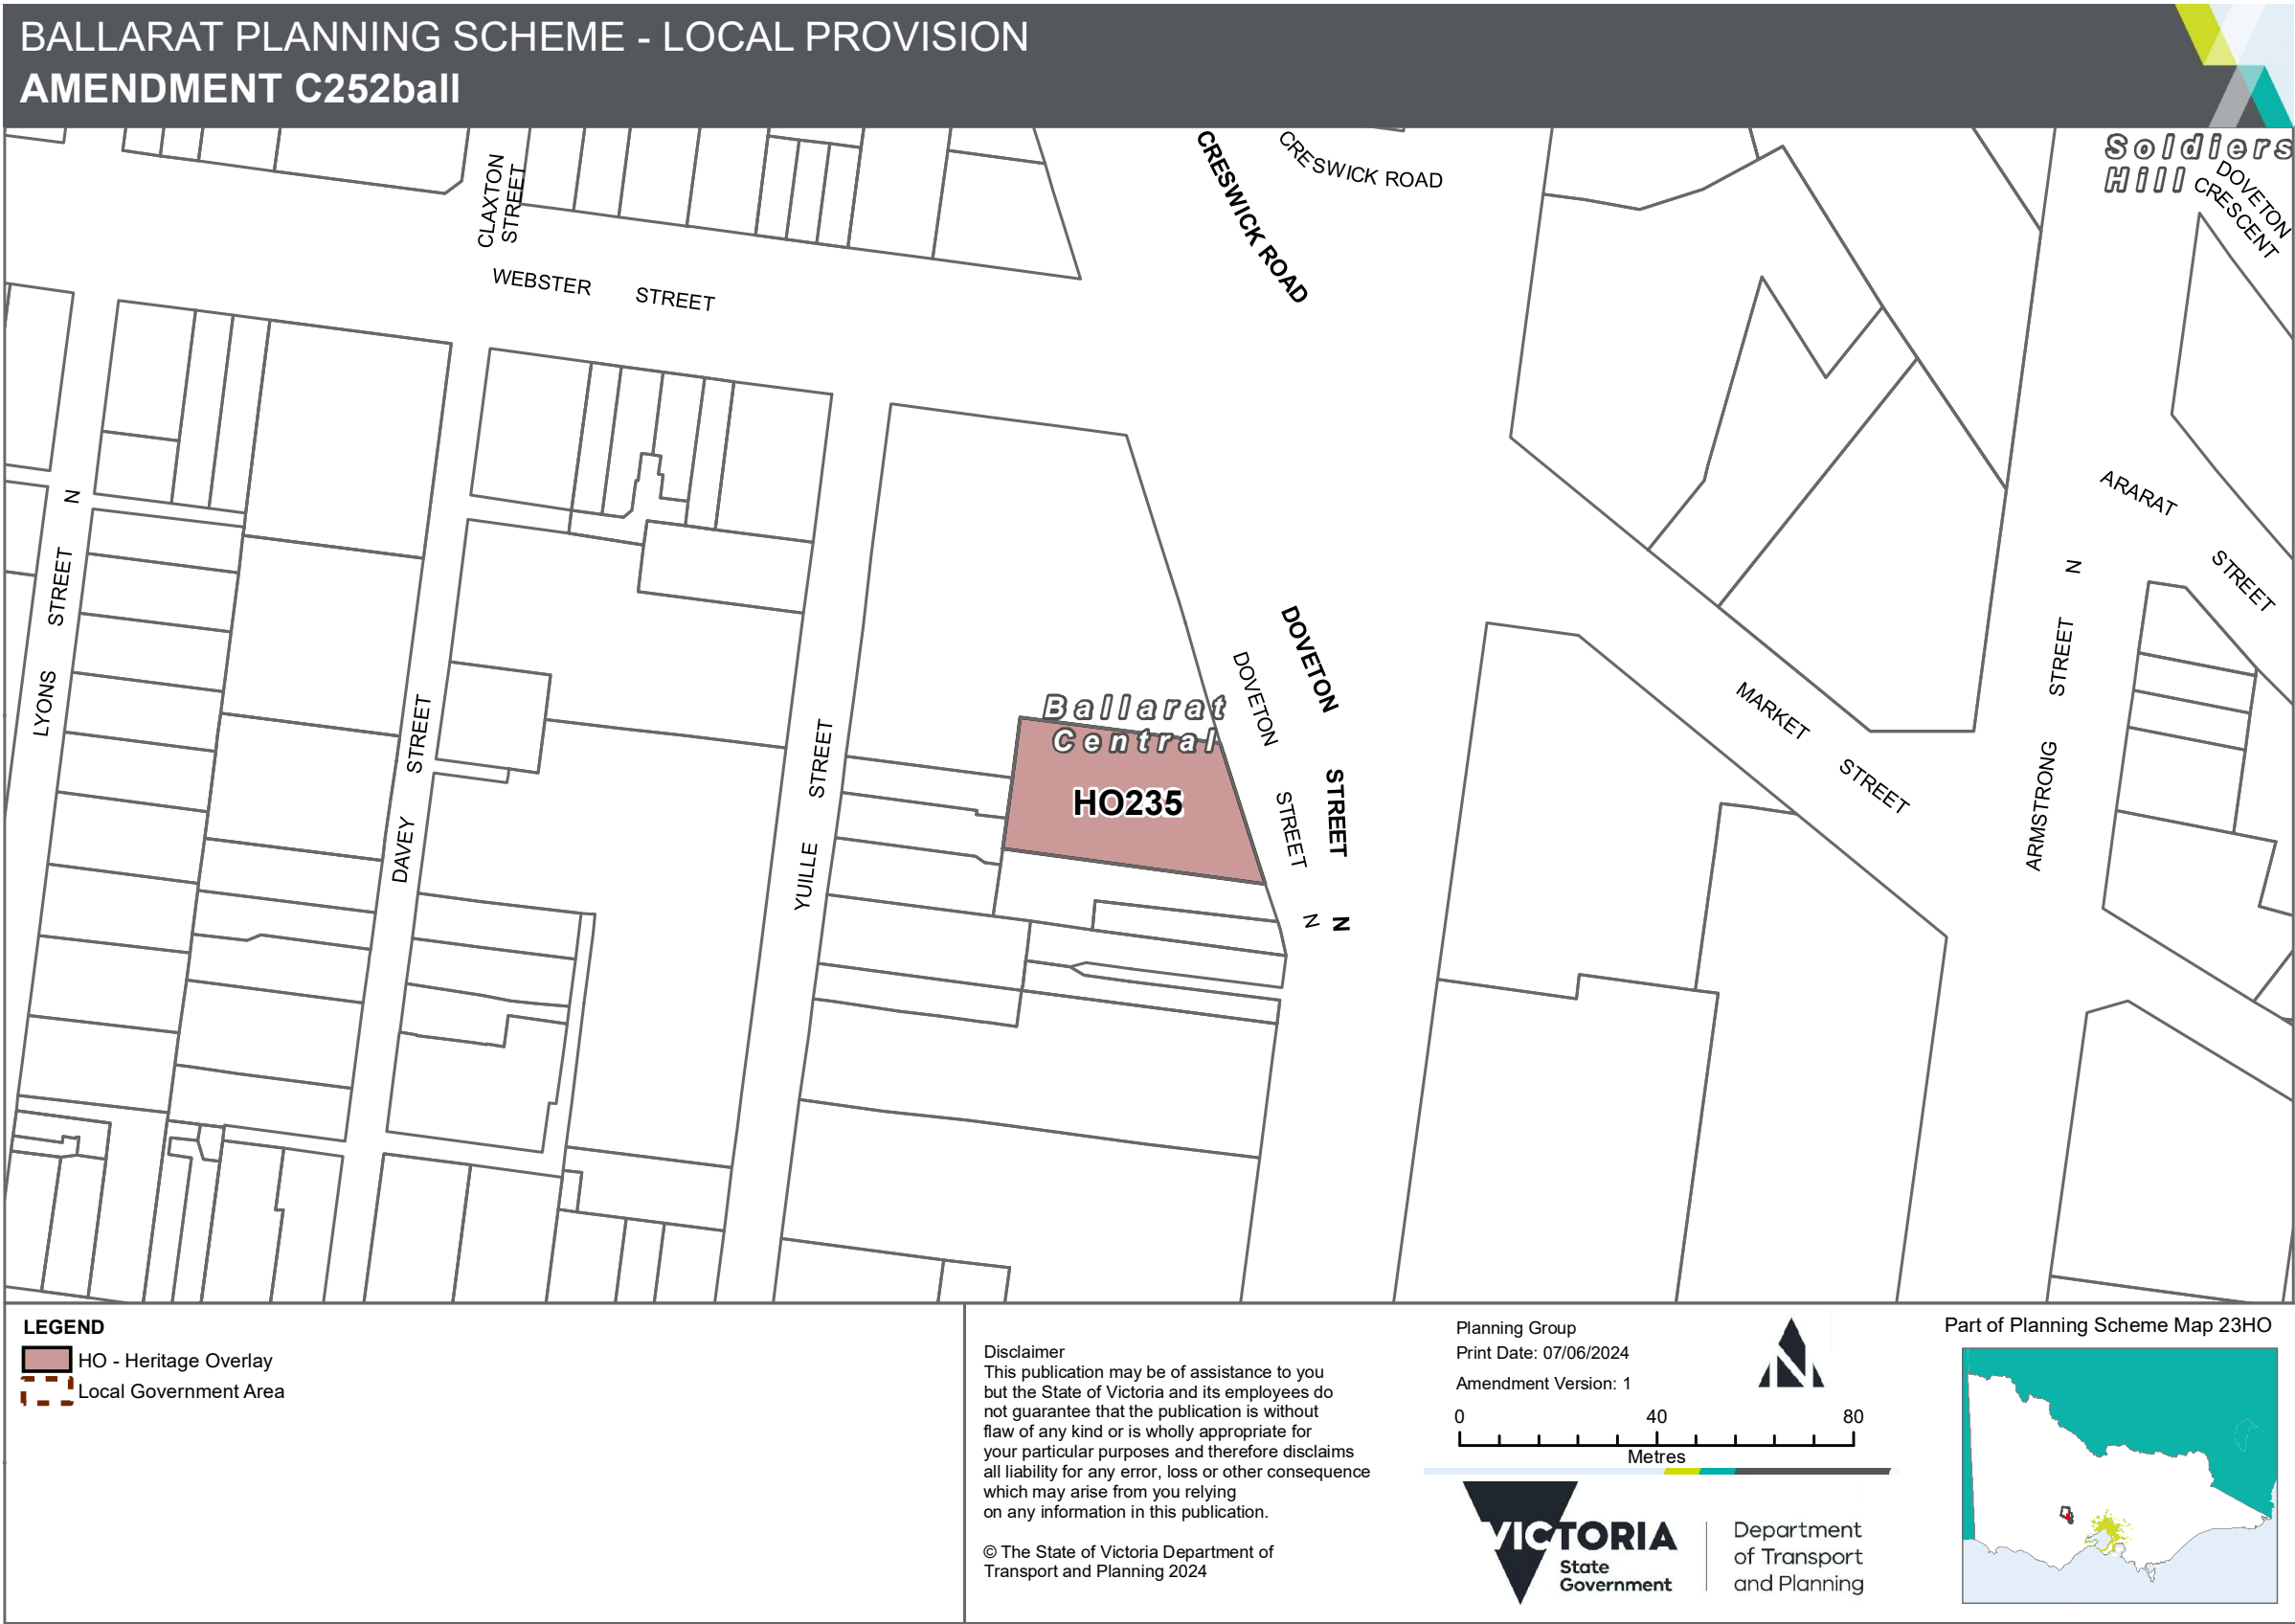 BALLARAT PLANNING SCHEME - LOCAL PROVISION
AMENDMENT C252ball
CLAXTON
STREET
WEBSTER STREET
CRESWICK ROAD
CRESWICK ROAD
Soldiers
Hill
DOVETON
CRESCENT
LYONS STREET N
DAVEY STREET
YUILLE STREET
Ballarat
Central
HO235
DOVETON STREET N
DOVETON STREET N
MARKET STREET
ARMSTRONG STREET N
ARARAT STREET
LEGEND
HO - Heritage Overlay
Local Government Area
Disclaimer
This publication may be of assistance to you
but the State of Victoria and its employees do
not guarantee that the publication is without
flaw of any kind or is wholly appropriate for
your particular purposes and therefore disclaims
all liability for any error, loss or other consequence
which may arise from you relying
on any information in this publication.
© The State of Victoria Department of
Transport and Planning 2024
Planning Group
Print Date: 07/06/2024
Amendment Version: 1
N
0 40 80
Metres
VICTORIA
State
Government
Department
of Transport
and Planning
Part of Planning Scheme Map 23HO